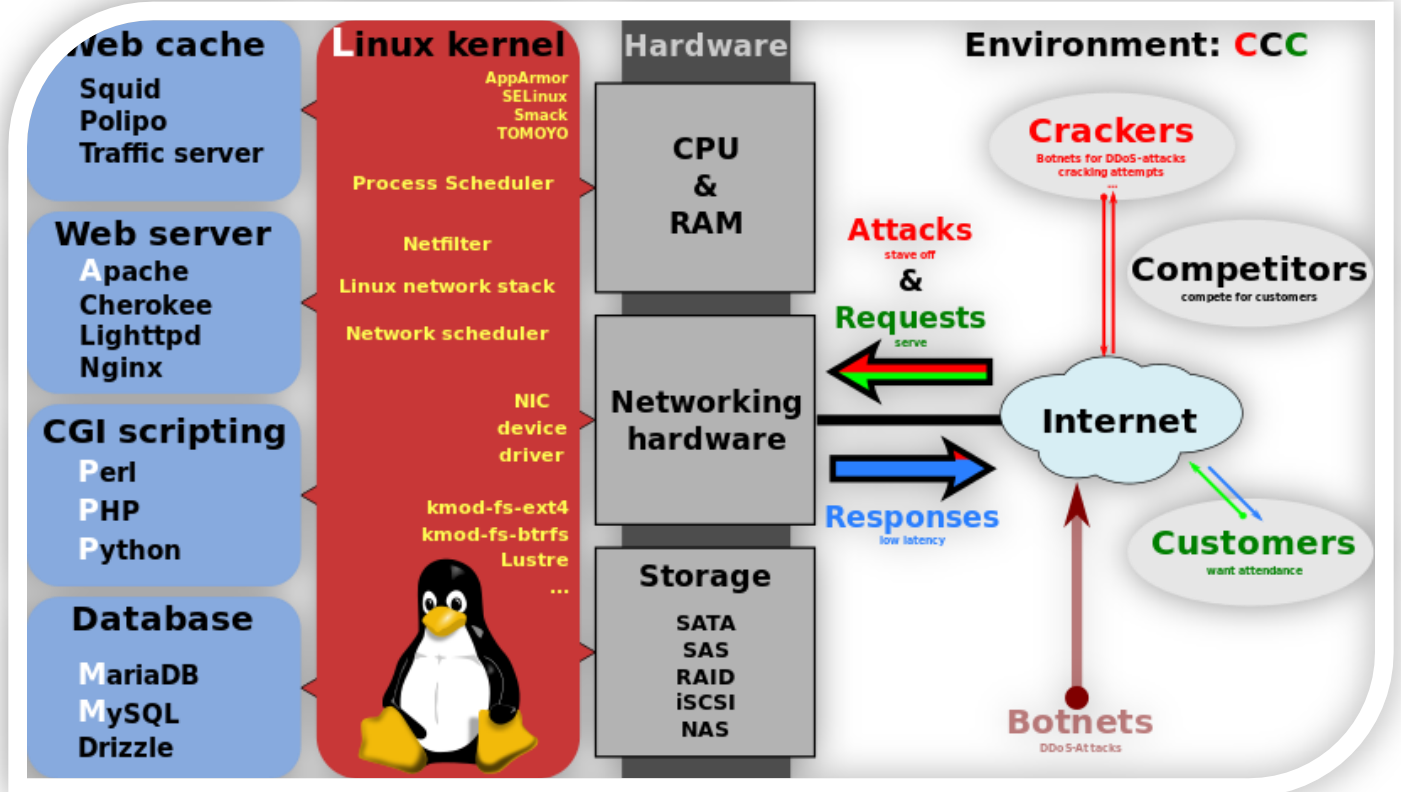 Web cache
Squid
Polipo
Traffic server
Web server
Apache
Cherokee
Lighttpd
Nginx
CGI scripting
Perl
PHP
Python
Database
MariaDB
MySQL
Drizzle
Linux kernel
AppArmor
SELinux
Smack
TOMOYO
Process Scheduler
Netfilter
Linux network stack
Network scheduler
NIC
device
driver
kmod-fs-ext4
kmod-fs-btrfs
Lustre
...
Hardware
CPU
&
RAM
Networking
hardware
Storage
SATA
SAS
RAID
iSCSI
NAS
Environment: CCC
Crackers
Botnets for DDoS-attacks
cracking attempts
...
Competitors
compete for customers
Attacks
stave off
&
Requests
serve
Internet
Responses
low latency
Customers
want attendance
Botnets
DDoS-Attacks